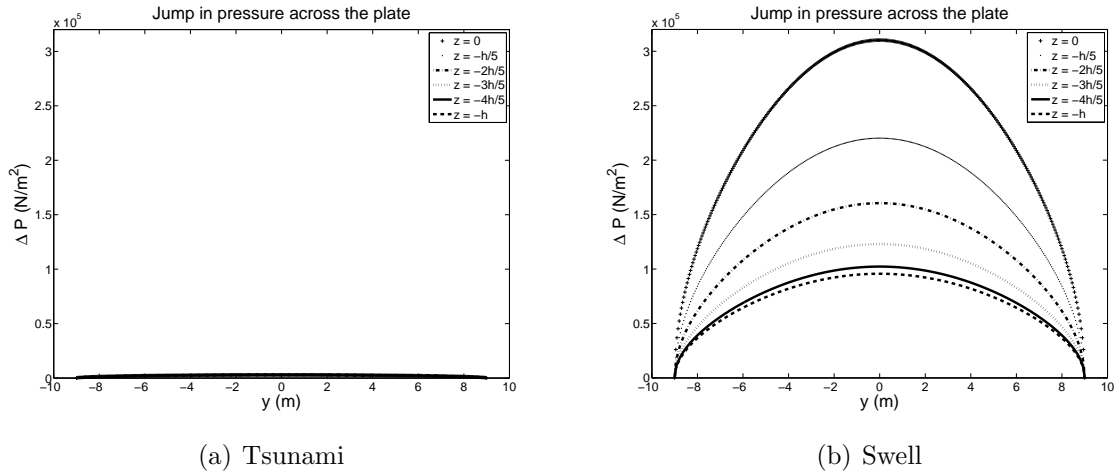 Jump in pressure across the plate
x 10^5
3
2.5
2
1.5
1
0.5
0
Δ P (N/m²)
−10 −8 −6 −4 −2 0 2 4 6 8 10
y (m)
z = 0
z = −h/5
z = −2h/5
z = −3h/5
z = −4h/5
z = −h
(a) Tsunami
Jump in pressure across the plate
x 10^5
3
2.5
2
1.5
1
0.5
0
Δ P (N/m²)
−10 −8 −6 −4 −2 0 2 4 6 8 10
y (m)
z = 0
z = −h/5
z = −2h/5
z = −3h/5
z = −4h/5
z = −h
(b) Swell